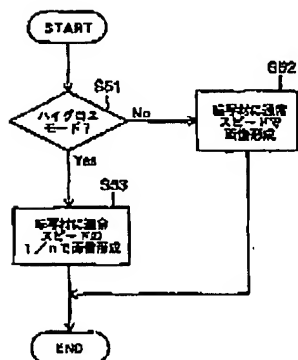 START
S51
ハイグロス
モード?
No
Yes
S52
転写材に通常
スピードで
画像形成
S53
転写材に通常
スピードの
1/nで画像形成
END